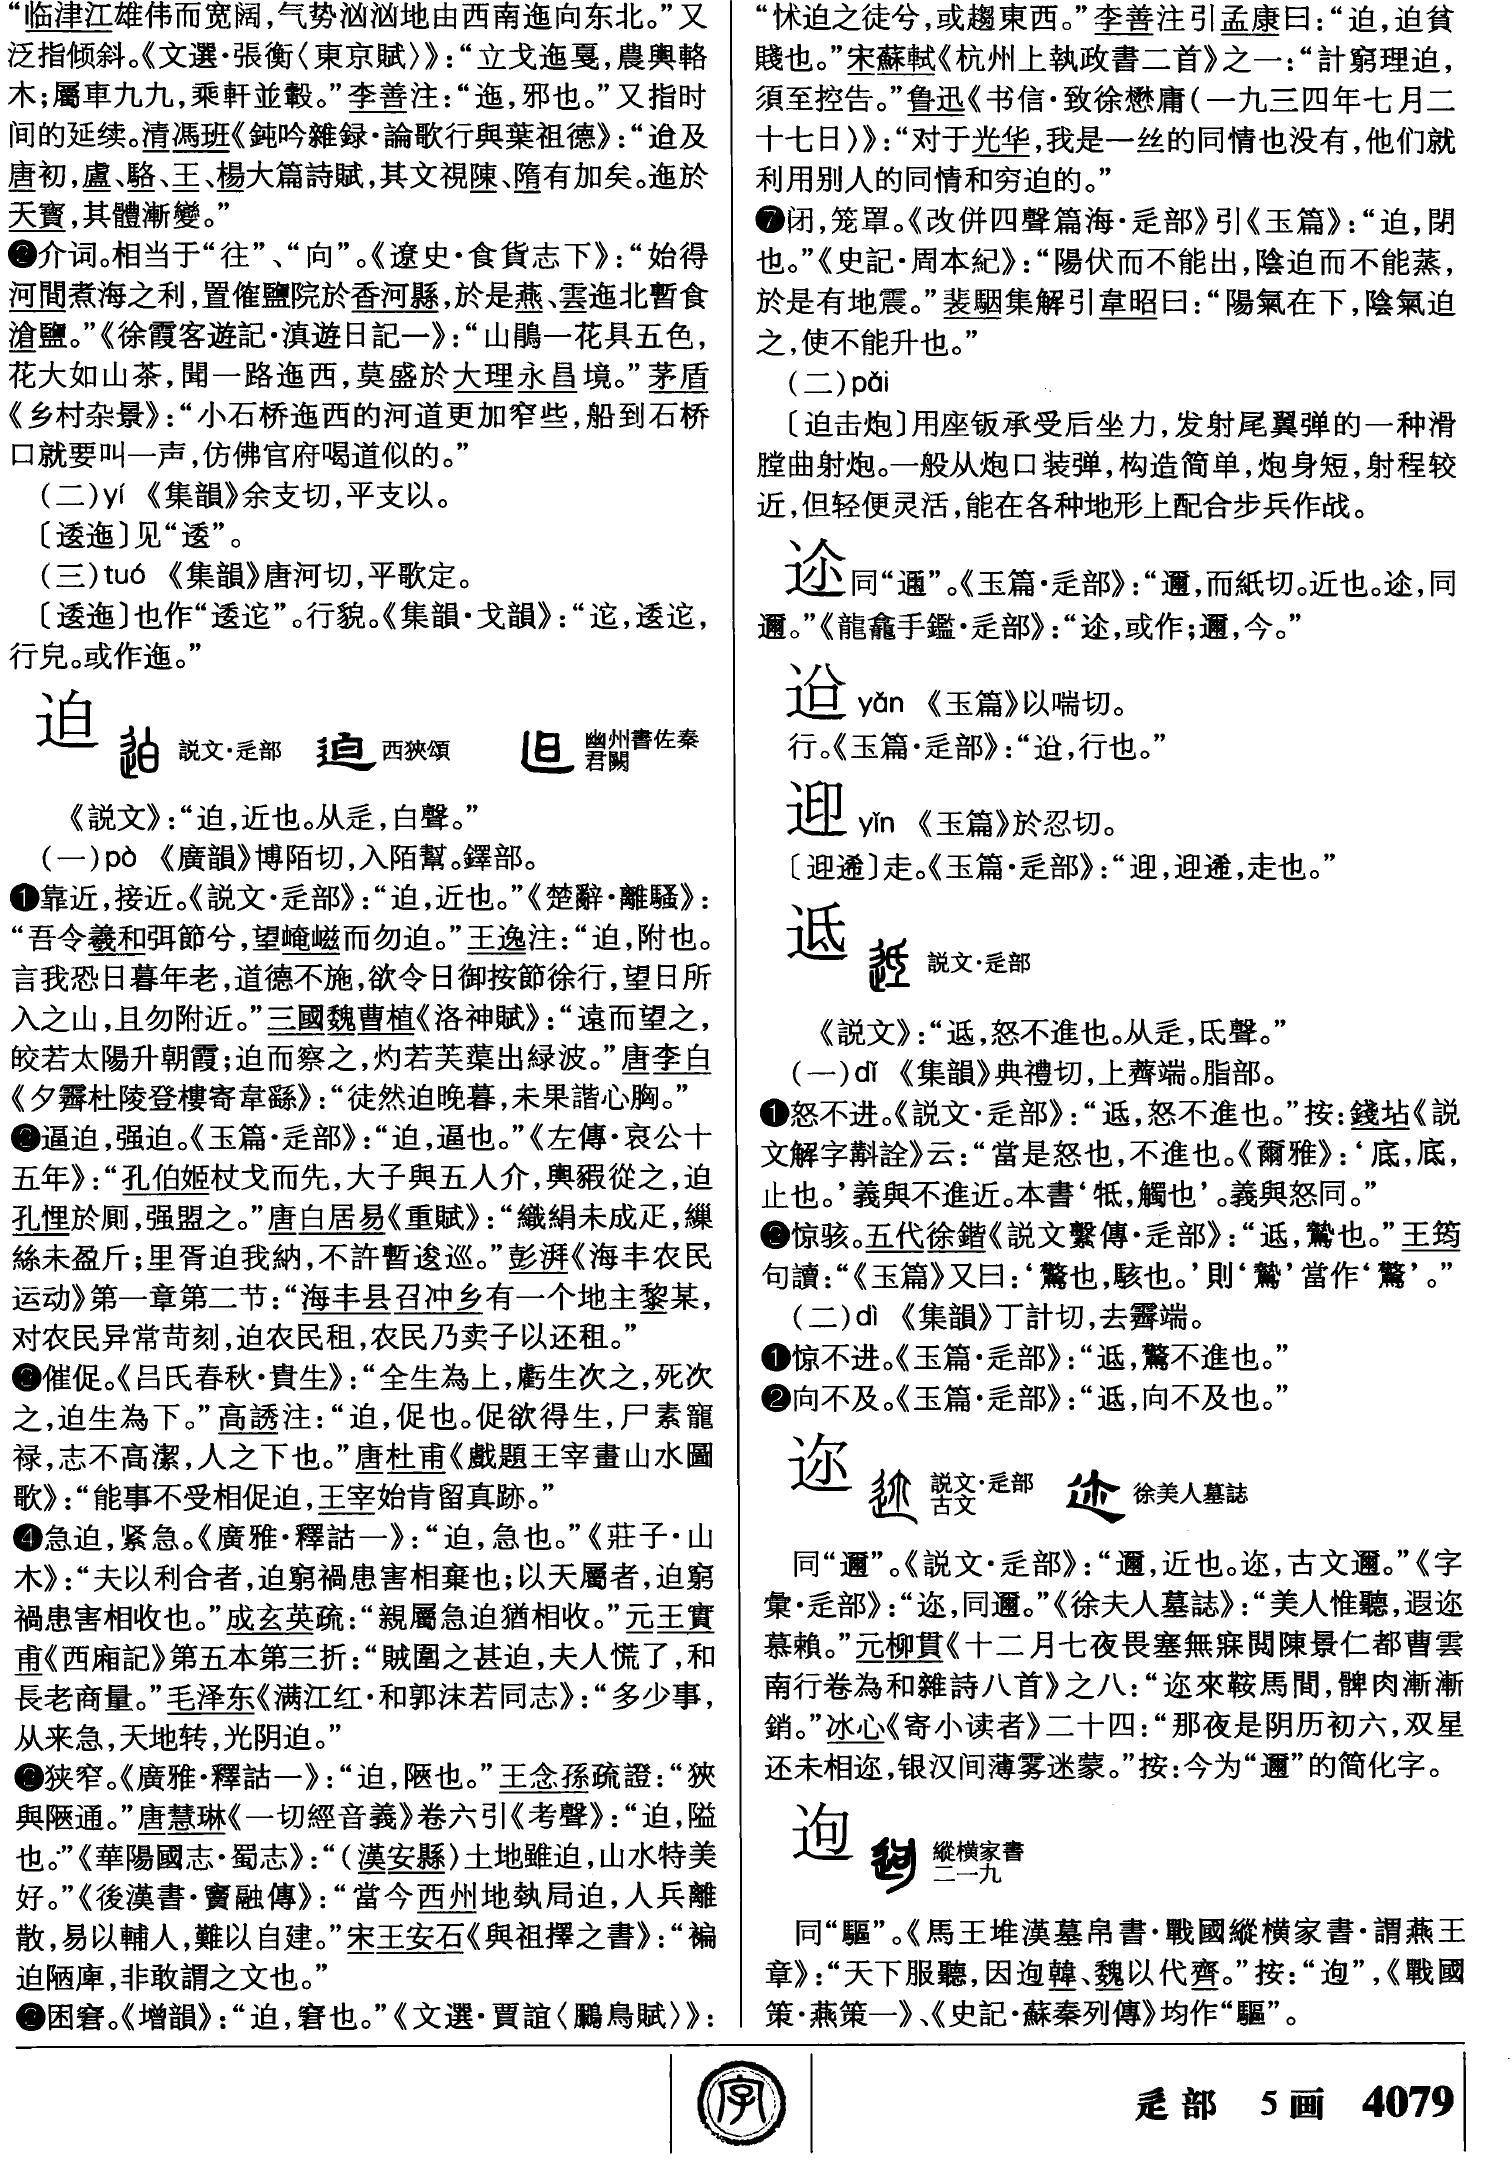 “临津江雄伟而宽阔,气势汹汹地由西南迤向东北。”又
泛指倾斜。《文選·張衡〈東京賦〉》:“立戈迤戛,農輿輅
木;屬車九九,乘軒並轂。”李善注:“迤,邪也。”又指时
间的延续。清馮班《鈍吟雜録·論歌行與葉祖德》:“迨及
唐初,盧、駱、王、楊大篇詩賦,其文視陳、隋有加矣。迤於
天寶,其體漸變。”
❷介词。相当于“往”、“向”。《遼史·食貨志下》:“始得
河間煮海之利,置催鹽院於香河縣,於是燕、雲迤北暫食
滄鹽。”《徐霞客遊記·滇遊日記一》:“山鵑一花具五色,
花大如山茶,聞一路迤西,莫盛於大理永昌境。”茅盾
《乡村杂景》:“小石桥迤西的河道更加窄些,船到石桥
口就要叫一声,仿佛官府喝道似的。”
(二)yí 《集韻》余支切,平支以。
〔逶迤〕见“逶”。
(三)tuó 《集韻》唐河切,平歌定。
〔逶迤〕也作“逶迱”。行貌。《集韻·戈韻》:“迱,逶迱,
行皃。或作迤。”
迫 説文·辵部 西狹頌 幽州書佐秦
君闕
《説文》:“迫,近也。从辵,白聲。”
(一)pò 《廣韻》博陌切,入陌幫。鐸部。
❶靠近,接近。《説文·辵部》:“迫,近也。”《楚辭·離騷》:
“吾令羲和弭節兮,望崦嵫而勿迫。”王逸注:“迫,附也。
言我恐日暮年老,道德不施,欲令日御按節徐行,望日所
入之山,且勿附近。”三國魏曹植《洛神賦》:“遠而望之,
皎若太陽升朝霞;迫而察之,灼若芙蕖出緑波。”唐李白
《夕霽杜陵登樓寄韋繇》:“徒然迫晚暮,未果諧心胸。”
❷逼迫,强迫。《玉篇·辵部》:“迫,逼也。”《左傳·哀公十
五年》:“孔伯姬杖戈而先,大子與五人介,輿豭從之,迫
孔悝於厠,强盟之。”唐白居易《重賦》:“織絹未成疋,繅
絲未盈斤;里胥迫我納,不許暫逡巡。”彭湃《海丰农民
运动》第一章第二节:“海丰县召冲乡有一个地主黎某,
对农民异常苛刻,迫农民租,农民乃卖子以还租。”
❸催促。《吕氏春秋·貴生》:“全生為上,虧生次之,死次
之,迫生為下。”高誘注:“迫,促也。促欲得生,尸素寵
禄,志不高潔,人之下也。”唐杜甫《戲題王宰畫山水圖
歌》:“能事不受相促迫,王宰始肯留真跡。”
❹急迫,紧急。《廣雅·釋詁一》:“迫,急也。”《莊子·山
木》:“夫以利合者,迫窮禍患害相棄也;以天屬者,迫窮
禍患害相收也。”成玄英疏:“親屬急迫猶相收。”元王實
甫《西廂記》第五本第三折:“賊圍之甚迫,夫人慌了,和
長老商量。”毛泽东《满江红·和郭沫若同志》:“多少事,
从来急,天地转,光阴迫。”
❺狭窄。《廣雅·釋詁一》:“迫,陿也。”王念孫疏證:“狹
與陿通。”唐慧琳《一切經音義》卷六引《考聲》:“迫,隘
也。”《華陽國志·蜀志》:“(漢安縣)土地雖迫,山水特美
好。”《後漢書·竇融傳》:“當今西州地埶局迫,人兵離
散,易以輔人,難以自建。”宋王安石《與祖擇之書》:“褊
迫陋庳,非敢謂之文也。”
❻困窘。《增韻》:“迫,窘也。”《文選·賈誼〈鵩鳥賦〉》:
“怵迫之徒兮,或趨東西。”李善注引孟康曰:“迫,迫貧
賤也。”宋蘇軾《杭州上執政書二首》之一:“計窮理迫,
須至控告。”鲁迅《书信·致徐懋庸(一九三四年七月二
十七日)》:“对于光华,我是一丝的同情也没有,他们就
利用别人的同情和穷迫的。”
❼闭,笼罩。《改併四聲篇海·辵部》引《玉篇》:“迫,閉
也。”《史記·周本紀》:“陽伏而不能出,陰迫而不能蒸,
於是有地震。”裴駰集解引韋昭曰:“陽氣在下,陰氣迫
之,使不能升也。”
(二)pǎi
〔迫击炮〕用座钣承受后坐力,发射尾翼弹的一种滑
膛曲射炮。一般从炮口装弹,构造简单,炮身短,射程较
近,但轻便灵活,能在各种地形上配合步兵作战。
迩同“邇”。《玉篇·辵部》:“邇,而紙切。近也。迩,同
邇。”《龍龕手鑑·辵部》:“迩,或作;邇,今。”
㳂 yǎn 《玉篇》以喘切。
行。《玉篇·辵部》:“,行也。”
yǐn 《玉篇》於忍切。
〔〕走。《玉篇·辵部》:“,走也。”
䢑 説文·辵部
《説文》:“䢑,怒不進也。从辵,氐聲。”
(一)dǐ 《集韻》典禮切,上薺端。脂部。
❶怒不进。《説文·辵部》:“䢑,怒不進也。”按:錢坫《説
文解字斠詮》云:“當是怒也,不進也。《爾雅》:‘底,底,
止也。’義與不進近。本書‘牴,觸也’。義與怒同。”
❷惊骇。五代徐鍇《説文繫傳·辵部》:“䢑,鷙也。”王筠
句讀:“《玉篇》又曰:‘驚也,駭也。’則‘鷙’當作‘驚’。”
(二)dì 《集韻》丁計切,去霽端。
❶惊不进。《玉篇·辵部》:“䢑,驚不進也。”
❷向不及。《玉篇·辵部》:“䢑,向不及也。”
迩 説文·辵部
古文 徐美人墓誌
同“邇”。《説文·辵部》:“邇,近也。迩,古文邇。”《字
彙·辵部》:“迩,同邇。”《徐夫人墓誌》:“美人惟聽,遐迩
慕賴。”元柳貫《十二月七夜畏塞無寐閲陳景仁都曹雲
南行卷為和雜詩八首》之八:“迩來鞍馬間,髀肉漸漸
銷。”冰心《寄小读者》二十四:“那夜是阴历初六,双星
还未相迩,银汉间薄雾迷蒙。”按:今为“邇”的简化字。
迿 縱横家書
二一九
同“驅”。《馬王堆漢墓帛書·戰國縱横家書·謂燕王
章》:“天下服聽,因迿韓、魏以代齊。”按:“迿”,《戰國
策·燕策一》、《史記·蘇秦列傳》均作“驅”。
字
辵部 5画 4079